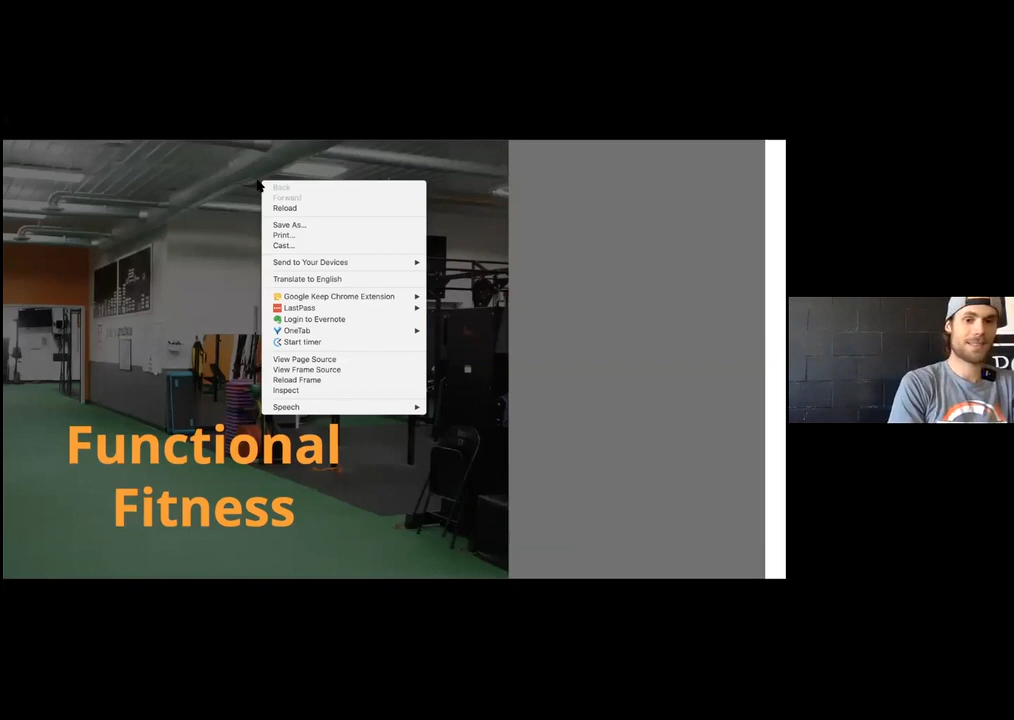 Back
Forward
Reload
Save As...
Print...
Cast...
Send to Your Devices
Translate to English
Google Keep Chrome Extension
LastPass
Login to Evernote
OneTab
Start timer
View Page Source
View Frame Source
Reload Frame
Inspect
Speech
Functional
Fitness